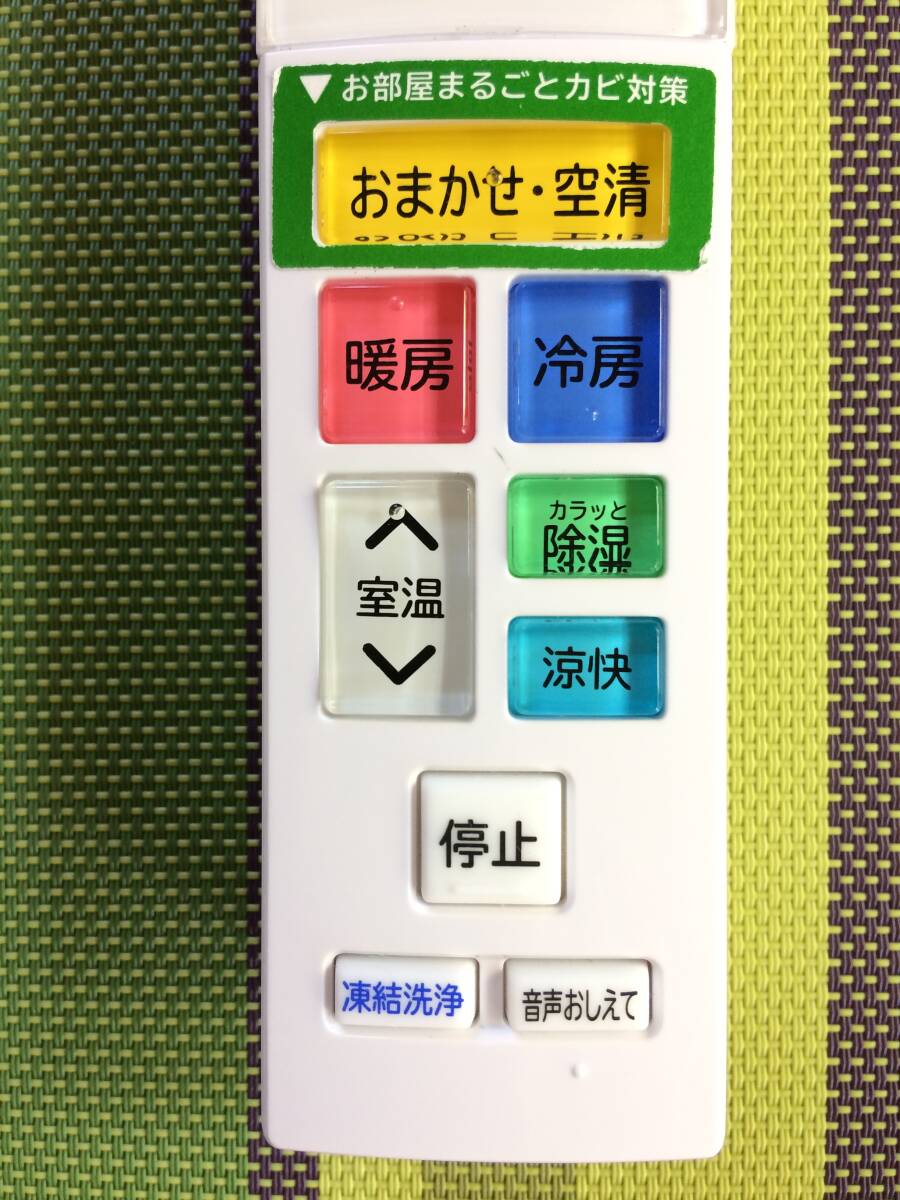 ▼お部屋まるごとカビ対策
おまかせ・空清
暖房
冷房
室温
カラッと
除湿
涼快
停止
凍結洗浄
音声おしえて